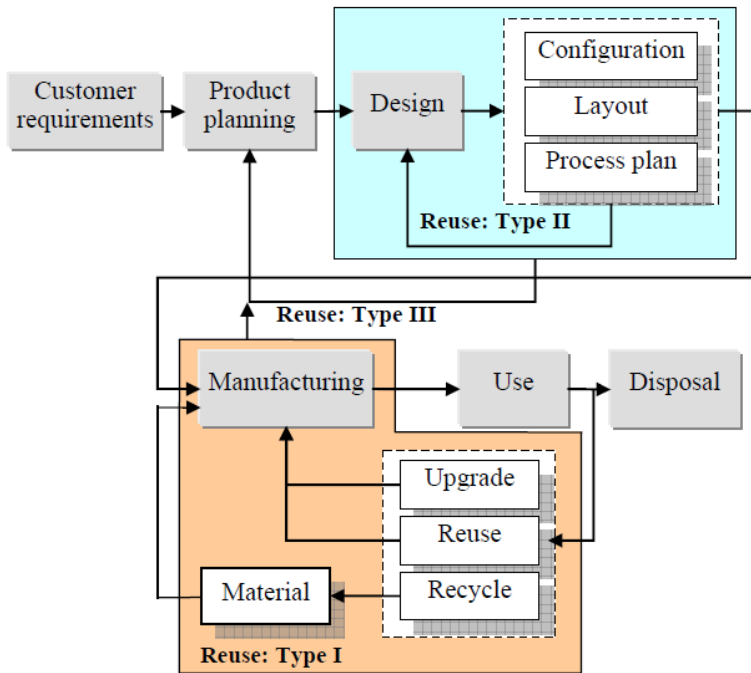 Customer
requirements
Product
planning
Design
Configuration
Layout
Process plan
Reuse: Type II
Reuse: Type III
Manufacturing
Use
Disposal
Upgrade
Reuse
Recycle
Material
Reuse: Type I